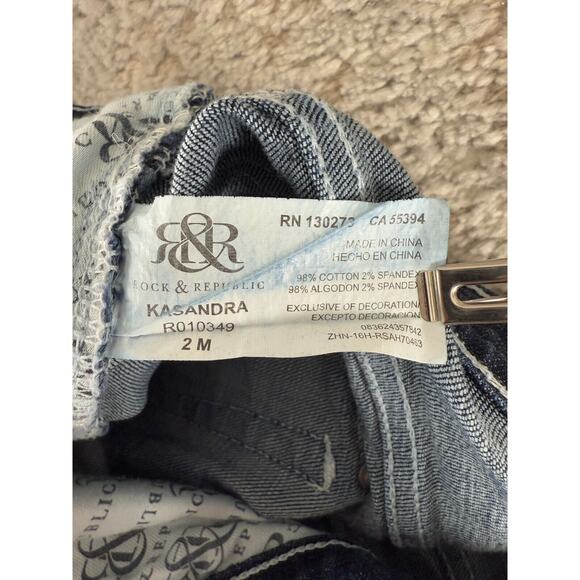 R&R
ROCK & REPUBLIC
KASANDRA
R010349
2 M
RN 130273 CA 55394
MADE IN CHINA
HECHO EN CHINA
98% COTTON 2% SPANDEX
98% ALGODON 2% SPANDEX
EXCLUSIVE OF DECORATION
EXCEPTO DECORACION
083624357842
ZHN-16H-RSAH70463